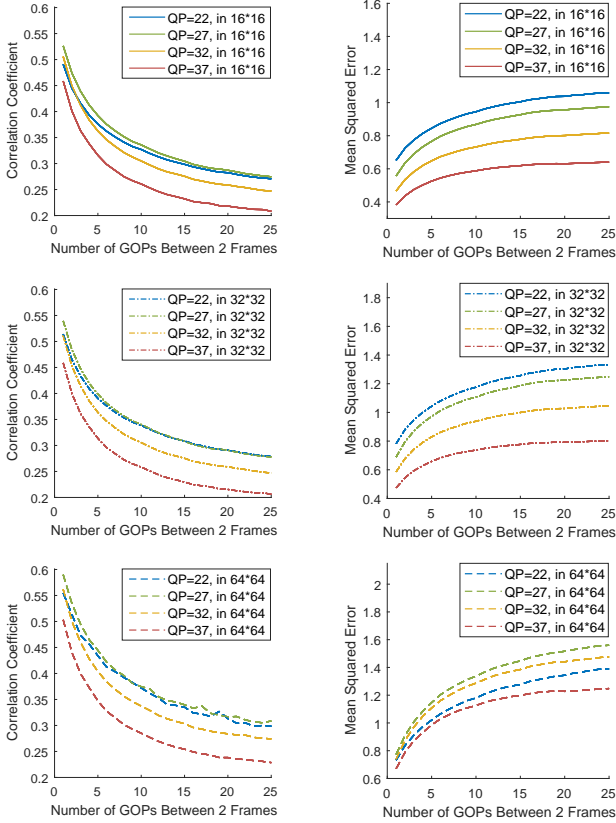 0.6
0.55
0.5
0.45
0.4
0.35
0.3
0.25
0.2
Correlation Coefficient
QP=22, in 16*16
QP=27, in 16*16
QP=32, in 16*16
QP=37, in 16*16
0 5 10 15 20 25
Number of GOPs Between 2 Frames
1.6
1.4
1.2
1
0.8
0.6
0.4
Mean Squared Error
QP=22, in 16*16
QP=27, in 16*16
QP=32, in 16*16
QP=37, in 16*16
0 5 10 15 20 25
Number of GOPs Between 2 Frames
0.6
0.55
0.5
0.45
0.4
0.35
0.3
0.25
0.2
Correlation Coefficient
QP=22, in 32*32
QP=27, in 32*32
QP=32, in 32*32
QP=37, in 32*32
0 5 10 15 20 25
Number of GOPs Between 2 Frames
1.8
1.6
1.4
1.2
1
0.8
0.6
0.4
Mean Squared Error
QP=22, in 32*32
QP=27, in 32*32
QP=32, in 32*32
QP=37, in 32*32
0 5 10 15 20 25
Number of GOPs Between 2 Frames
0.6
0.55
0.5
0.45
0.4
0.35
0.3
0.25
0.2
Correlation Coefficient
QP=22, in 64*64
QP=27, in 64*64
QP=32, in 64*64
QP=37, in 64*64
0 5 10 15 20 25
Number of GOPs Between 2 Frames
2
1.8
1.6
1.4
1.2
1
0.8
0.6
Mean Squared Error
QP=22, in 64*64
QP=27, in 64*64
QP=32, in 64*64
QP=37, in 64*64
0 5 10 15 20 25
Number of GOPs Between 2 Frames